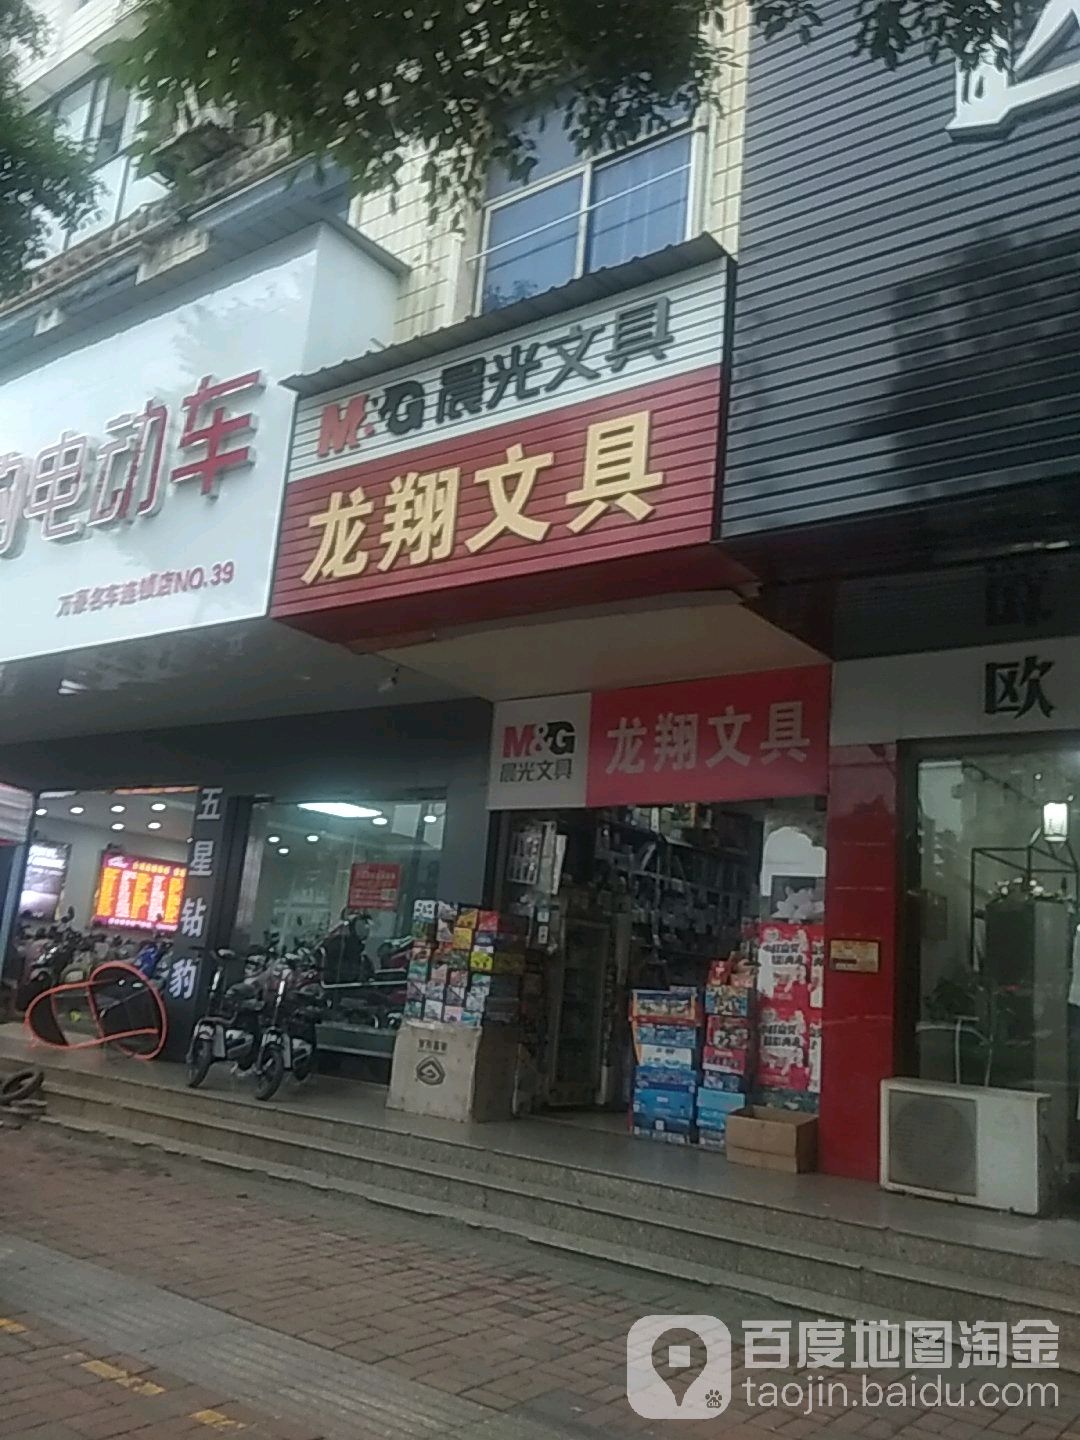 M&G 晨光文具
龙翔文具
电动车
万豪名车连锁店NO.39
M&G
晨光文具
龙翔文具
欧
五星钻豹
百度地图淘金
taojin.baidu.com